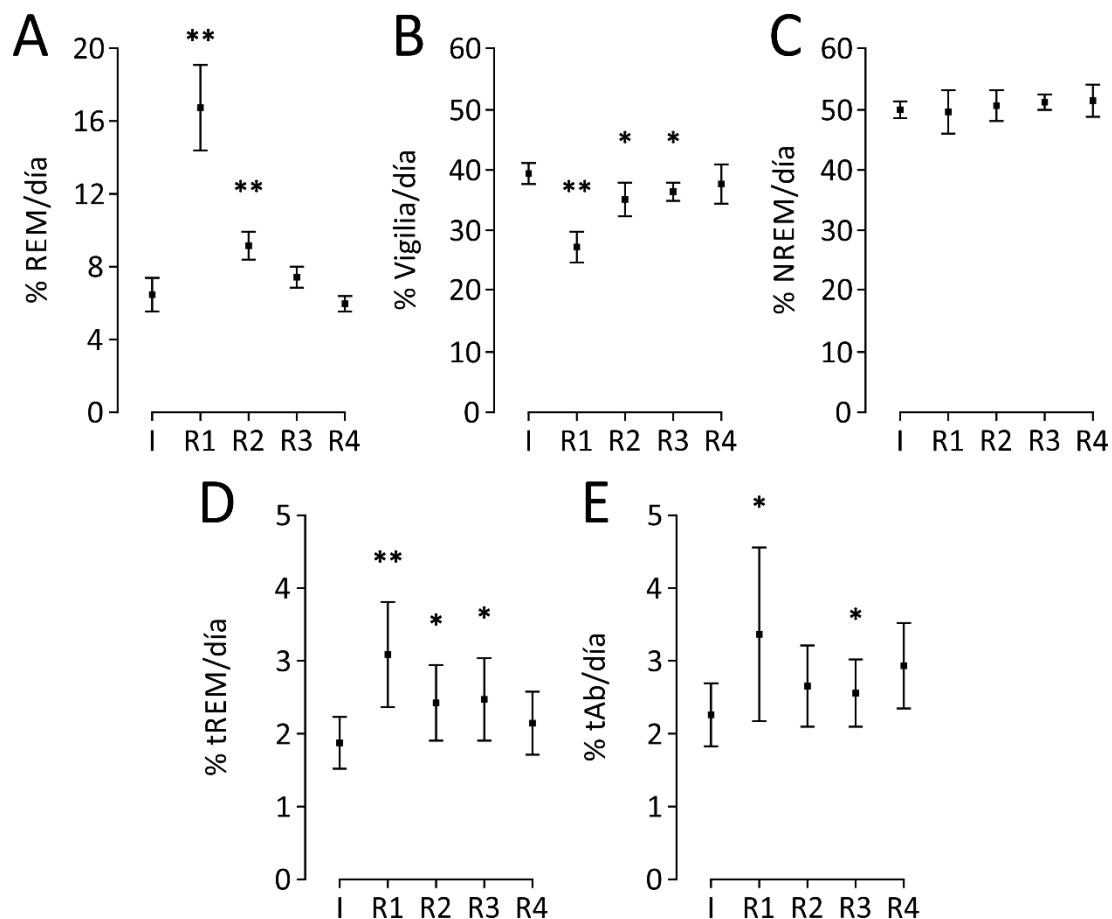 A
% REM/día
20
16
12
8
4
0
** **
I R1 R2 R3 R4
B
% Vigilia/día
60
50
40
30
20
10
0
** * *
I R1 R2 R3 R4
C
% NREM/día
60
50
40
30
20
10
0
I R1 R2 R3 R4
D
% tREM/día
5
4
3
2
1
0
** * *
I R1 R2 R3 R4
E
% tAb/día
5
4
3
2
1
0
* *
I R1 R2 R3 R4